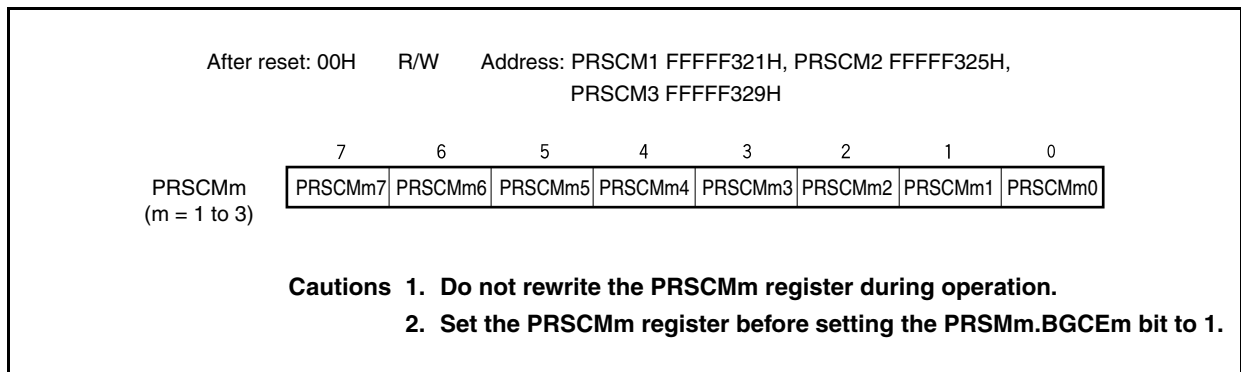 After reset: 00H R/W Address: PRSCM1 FFFFF321H, PRSCM2 FFFFF325H,
PRSCM3 FFFFF329H
7 6 5 4 3 2 1 0
PRSCMm PRSCMm7 PRSCMm6 PRSCMm5 PRSCMm4 PRSCMm3 PRSCMm2 PRSCMm1 PRSCMm0
(m = 1 to 3)
Cautions 1. Do not rewrite the PRSCMm register during operation.
2. Set the PRSCMm register before setting the PRSMm.BGCEm bit to 1.